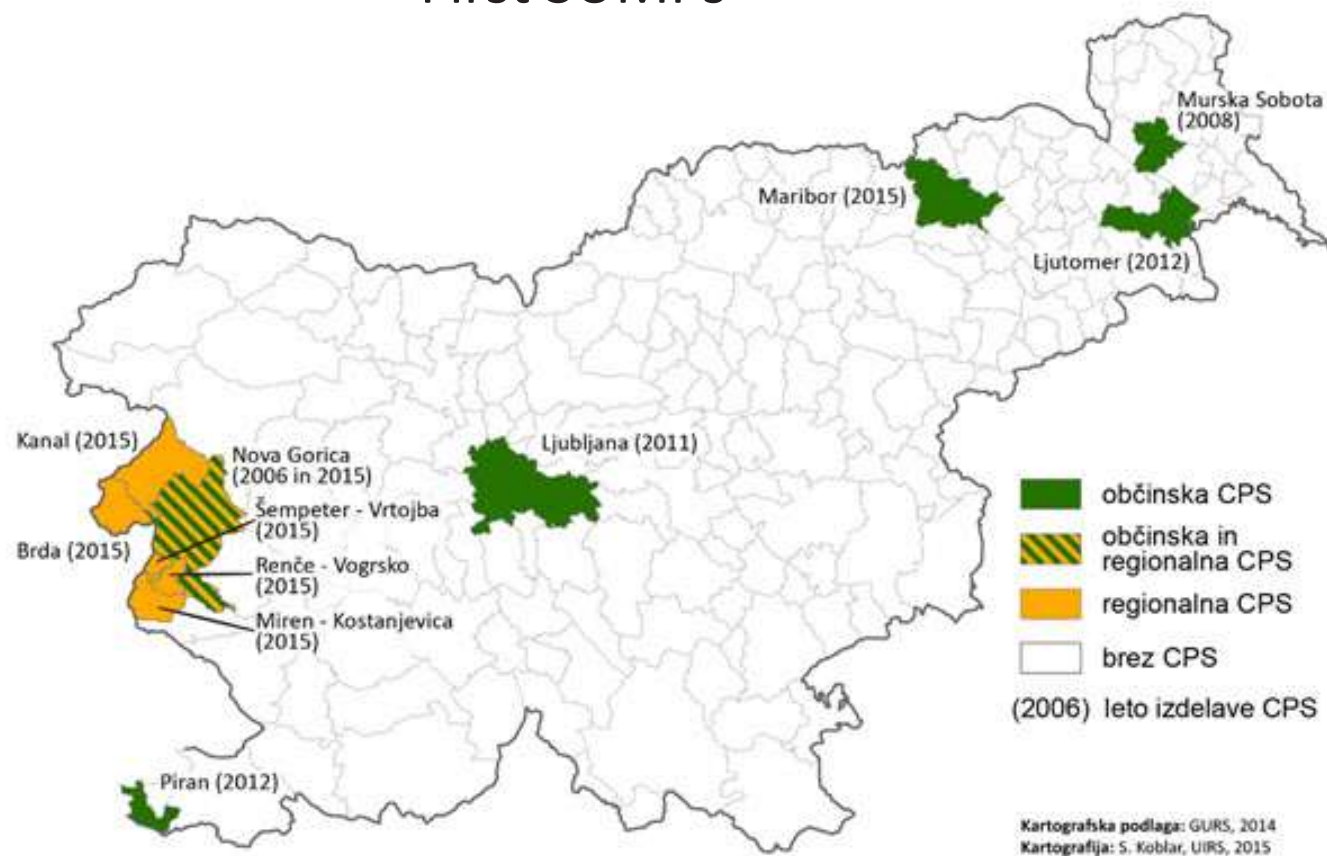 First SUMPs
Murska Sobota
(2008)
Maribor (2015)
Ljutomer (2012)
Kanal (2015)
Nova Gorica
(2006 in 2015)
Ljubljana (2011)
Šempeter - Vrtojba
(2015)
Brda (2015)
Renče - Vogrsko
(2015)
Miren - Kostanjevica
(2015)
Piran (2012)
občinska CPS
občinska in
regionalna CPS
regionalna CPS
brez CPS
(2006) leto izdelave CPS
Kartografska podlaga: GURS, 2014
Kartografija: S. Koblar, UIRS, 2015